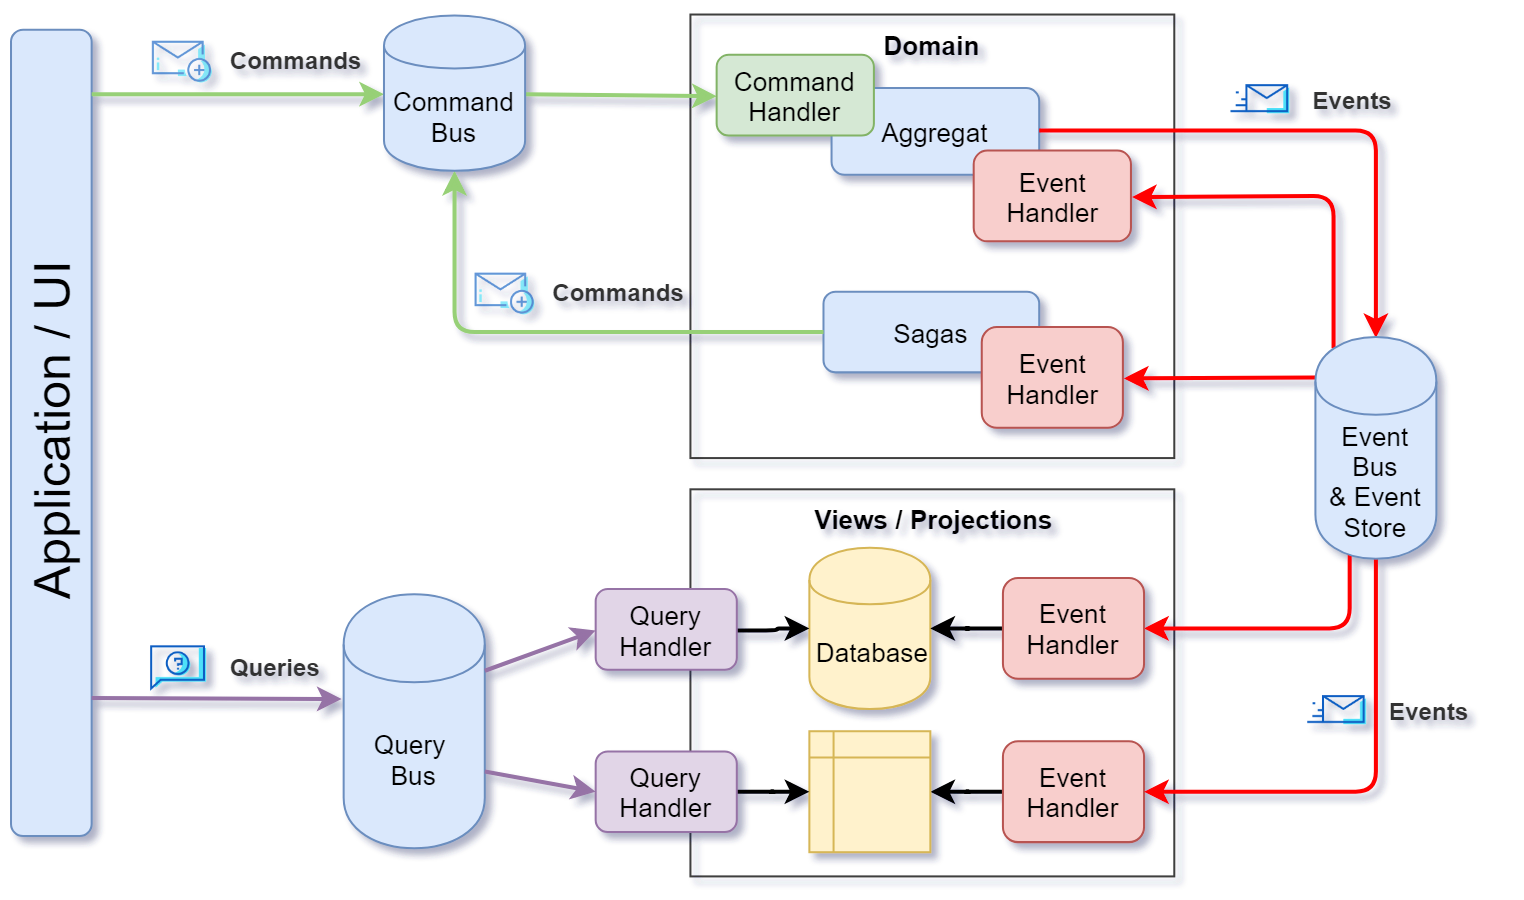 Application / UI
Commands
Command
Bus
Domain
Command
Handler
Aggregat
Event
Handler
Events
Commands
Sagas
Event
Handler
Event
Bus
& Event
Store
Views / Projections
Queries
Query
Bus
Query
Handler
Database
Event
Handler
Events
Query
Handler
Event
Handler